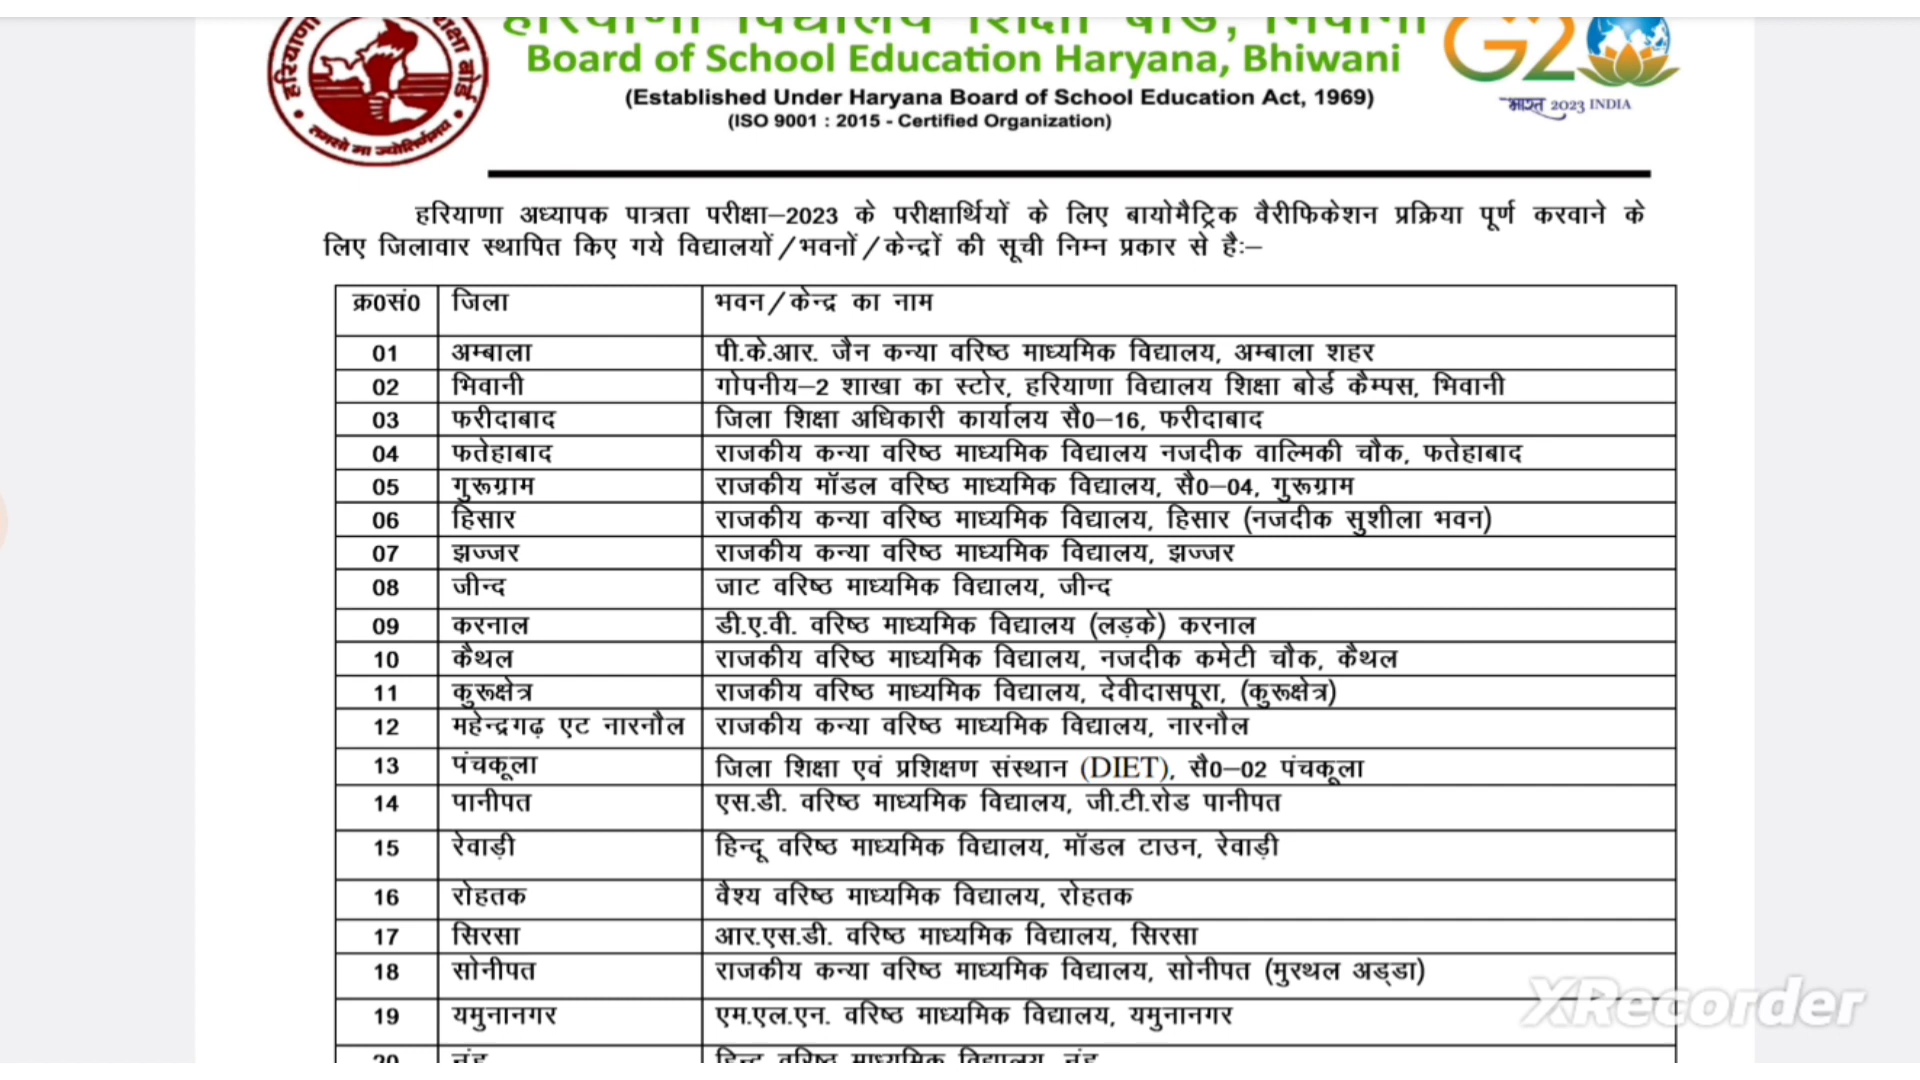 हरियाणा विद्यालय शिक्षा बोर्ड, भिवानी
Board of School Education Haryana, Bhiwani
(Established Under Haryana Board of School Education Act, 1969)
(ISO 9001 : 2015 - Certified Organization)
G20
भारत 2023 INDIA
हरियाणा अध्यापक पात्रता परीक्षा–2023 के परीक्षार्थियों के लिए बायोमैट्रिक वैरीफिकेशन प्रक्रिया पूर्ण करवाने के
लिए जिलावार स्थापित किए गये विद्यालयों/भवनों/केन्द्रों की सूची निम्न प्रकार से है:–
क्र0सं0 जिला भवन/केन्द्र का नाम
01 अम्बाला पी.के.आर. जैन कन्या वरिष्ठ माध्यमिक विद्यालय, अम्बाला शहर
02 भिवानी गोपनीय–2 शाखा का स्टोर, हरियाणा विद्यालय शिक्षा बोर्ड कैम्पस, भिवानी
03 फरीदाबाद जिला शिक्षा अधिकारी कार्यालय सै0–16, फरीदाबाद
04 फतेहाबाद राजकीय कन्या वरिष्ठ माध्यमिक विद्यालय नजदीक वाल्मिकी चौक, फतेहाबाद
05 गुरूग्राम राजकीय मॉडल वरिष्ठ माध्यमिक विद्यालय, सै0–04, गुरूग्राम
06 हिसार राजकीय कन्या वरिष्ठ माध्यमिक विद्यालय, हिसार (नजदीक सुशीला भवन)
07 झज्जर राजकीय कन्या वरिष्ठ माध्यमिक विद्यालय, झज्जर
08 जीन्द जाट वरिष्ठ माध्यमिक विद्यालय, जीन्द
09 करनाल डी.ए.वी. वरिष्ठ माध्यमिक विद्यालय (लड़के) करनाल
10 कैथल राजकीय वरिष्ठ माध्यमिक विद्यालय, नजदीक कमेटी चौक, कैथल
11 कुरूक्षेत्र राजकीय वरिष्ठ माध्यमिक विद्यालय, देवीदासपूरा, (कुरूक्षेत्र)
12 महेन्द्रगढ़ एट नारनौल राजकीय कन्या वरिष्ठ माध्यमिक विद्यालय, नारनौल
13 पंचकूला जिला शिक्षा एवं प्रशिक्षण संस्थान (DIET), सै0–02 पंचकूला
14 पानीपत एस.डी. वरिष्ठ माध्यमिक विद्यालय, जी.टी.रोड पानीपत
15 रेवाड़ी हिन्दू वरिष्ठ माध्यमिक विद्यालय, मॉडल टाउन, रेवाड़ी
16 रोहतक वैश्य वरिष्ठ माध्यमिक विद्यालय, रोहतक
17 सिरसा आर.एस.डी. वरिष्ठ माध्यमिक विद्यालय, सिरसा
18 सोनीपत राजकीय कन्या वरिष्ठ माध्यमिक विद्यालय, सोनीपत (मुरथल अड्डा)
19 यमुनानगर एम.एल.एन. वरिष्ठ माध्यमिक विद्यालय, यमुनानगर
20 वरिष्ठ माध्यमिक विद्यालय,
XRecorder